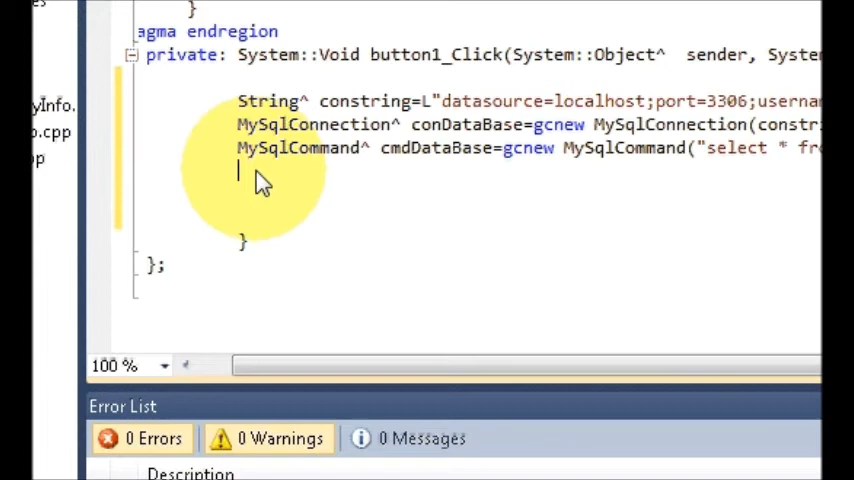 }
agma endregion
private: System::Void button1_Click(System::Object^ sender, System
String^ constring=L"datasource=localhost;port=3306;userna
MySqlConnection^ conDataBase=gcnew MySqlConnection(constri
MySqlCommand^ cmdDataBase=gcnew MySqlCommand("select * fro
}
};
yInfo.
o.cpp
pp
100 %
Error List
0 Errors
0 Warnings
0 Messages
Description